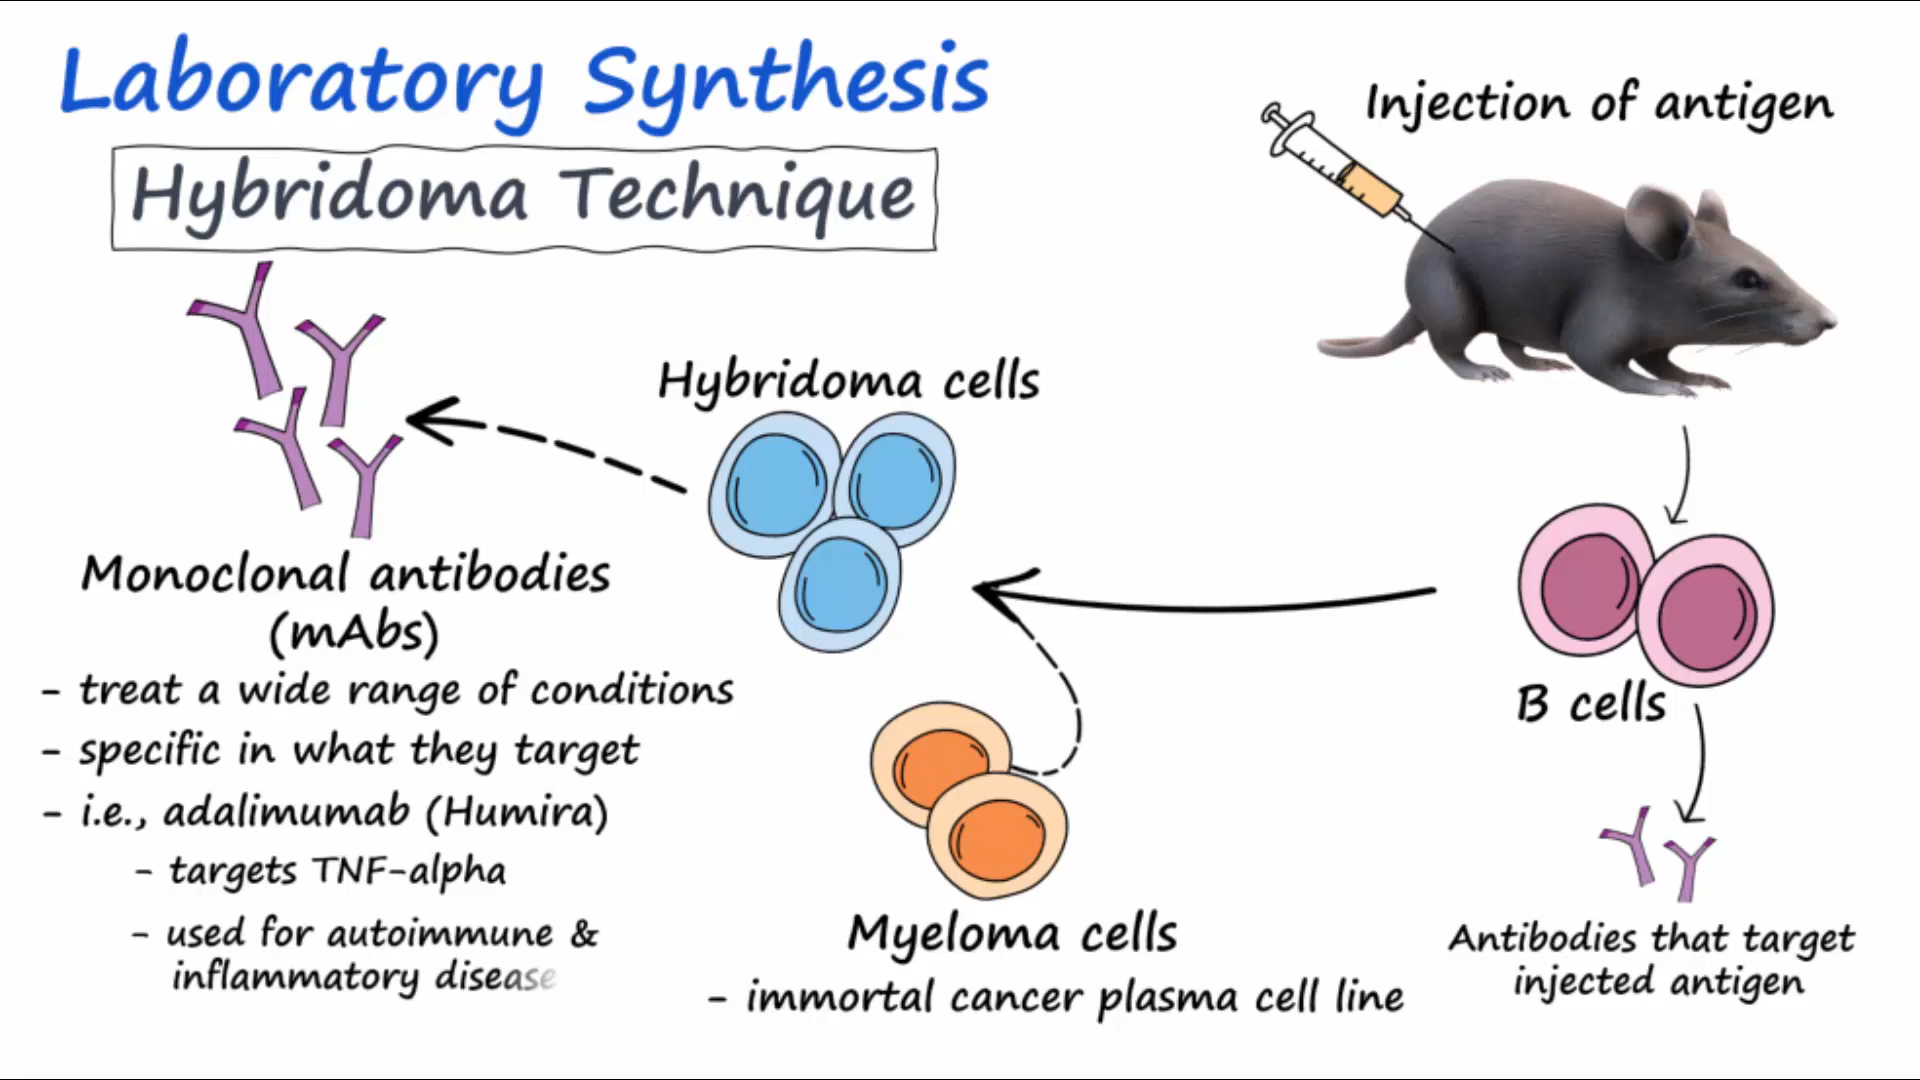 Laboratory Synthesis
Hybridoma Technique
Injection of antigen
Hybridoma cells
Monoclonal antibodies
(mAbs)
- treat a wide range of conditions
- specific in what they target
- i.e., adalimumab (Humira)
- targets TNF-alpha
- used for autoimmune &
inflammatory disease
Myeloma cells
- immortal cancer plasma cell line
B cells
Antibodies that target
injected antigen